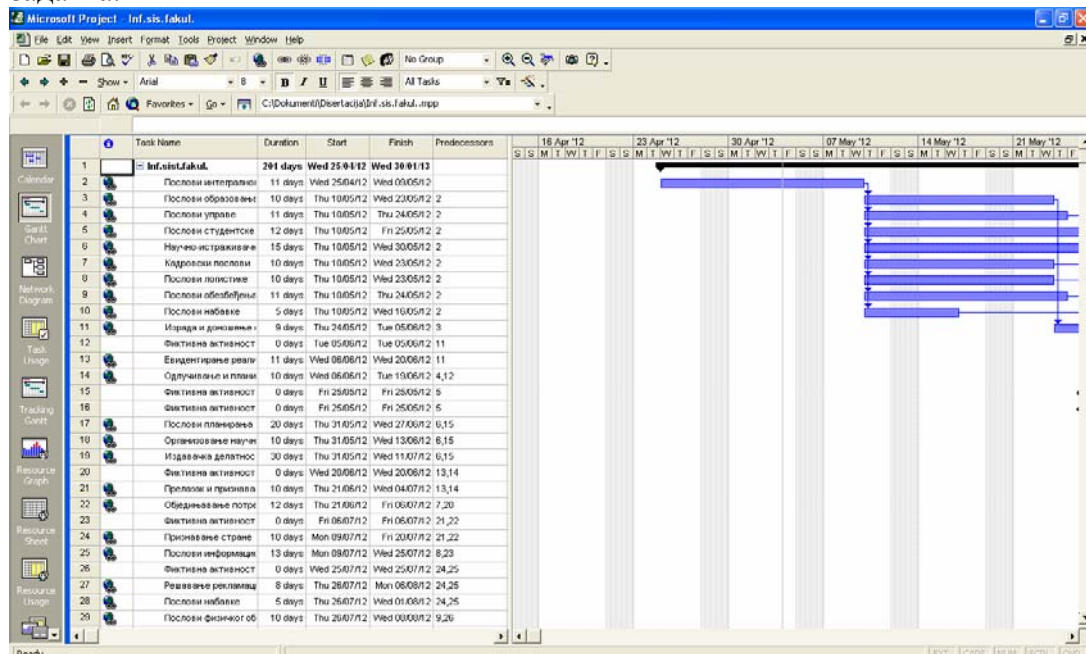 Microsoft Project - Inf.sis.fakul.
File Edit View Insert Format Tools Project Window Help
No Group
Show Arial 8 B I U All Tasks
Favorites Go C:\Dokumenti\Disertacija\Inf.sis.fakul..mpp
Task Name Duration Start Finish Predecessors 16 Apr '12 23 Apr '12 30 Apr '12 07 May '12 14 May '12 21 May '12
S S M T W T F S S M T W T F S S M T W T F S S M T W T F S S M T W T F S S M T W T F
1 Inf.sist.fakul. 201 days Wed 25/04/12 Wed 30/01/13
2 Послови 11 days Wed 25/04/12 Wed 09/05/12
3 Послови 10 days Thu 10/05/12 Wed 23/05/12 2
4 Послови управе 11 days Thu 10/05/12 Thu 24/05/12 2
5 Послови студентске 12 days Thu 10/05/12 Fri 25/05/12 2
6 Научно-истраживачк 15 days Thu 10/05/12 Wed 30/05/12 2
7 Кадровски послови 10 days Thu 10/05/12 Wed 23/05/12 2
8 Послови логистике 10 days Thu 10/05/12 Wed 23/05/12 2
9 Послови обезбеђења 11 days Thu 10/05/12 Thu 24/05/12 2
10 Послови набавке 5 days Thu 10/05/12 Wed 16/05/12 2
11 Израда и доношење 9 days Thu 24/05/12 Tue 05/06/12 3
12 Фиктивна активност 0 days Tue 05/06/12 Tue 05/06/12 11
13 Евидентирање 11 days Wed 06/06/12 Wed 20/06/12 11
14 Одлучивање и 10 days Wed 06/06/12 Tue 19/06/12 4,12
15 Фиктивна активност 0 days Fri 25/05/12 Fri 25/05/12 5
16 Фиктивна активност 0 days Fri 25/05/12 Fri 25/05/12 5
17 Послови планирања 20 days Thu 31/05/12 Wed 27/06/12 6,15
18 Организовање научн 10 days Thu 31/05/12 Wed 13/06/12 6,15
19 Издавачка делатнос 30 days Thu 31/05/12 Wed 11/07/12 6,15
20 Фиктивна активност 0 days Wed 20/06/12 Wed 20/06/12 13,14
21 Прелазак и признава 10 days Thu 21/06/12 Wed 04/07/12 13,14
22 Обједињавање потре 12 days Thu 21/06/12 Fri 06/07/12 7,20
23 Фиктивна активност 0 days Fri 06/07/12 Fri 06/07/12 21,22
24 Признавање стране 10 days Mon 09/07/12 Fri 20/07/12 21,22
25 Послови информаци 13 days Mon 09/07/12 Wed 25/07/12 8,23
26 Фиктивна активност 0 days Wed 25/07/12 Wed 25/07/12 24,25
27 Решавање рекламац 8 days Thu 26/07/12 Mon 06/08/12 24,25
28 Послови набавке 5 days Thu 26/07/12 Wed 01/08/12 24,25
29 Послови физичког об 10 days Thu 26/07/12 Wed 08/08/12 9,26
Calendar
Gantt Chart
Network Diagram
Task Usage
Tracking Gantt
Resource Graph
Resource Sheet
Resource Usage
Ready EXT CAPS NUM SCRL OVR